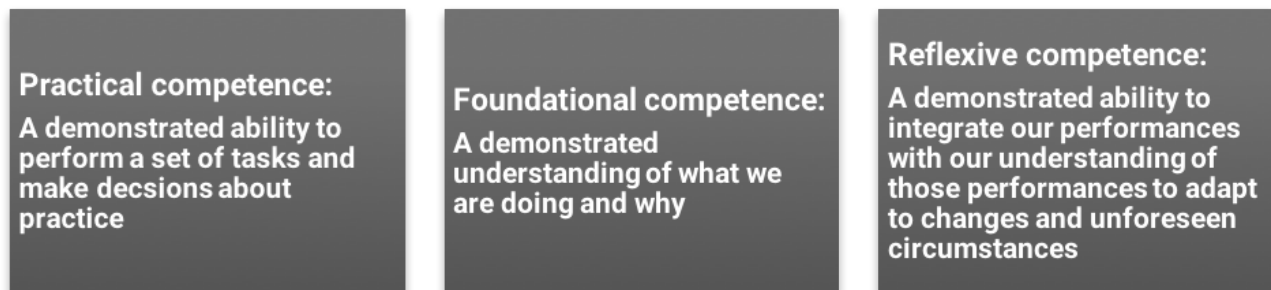 Practical competence:
A demonstrated ability to
perform a set of tasks and
make decsions about
practice
Foundational competence:
A demonstrated
understanding of what we
are doing and why
Reflexive competence:
A demonstrated ability to
integrate our performances
with our understanding of
those performances to adapt
to changes and unforeseen
circumstances